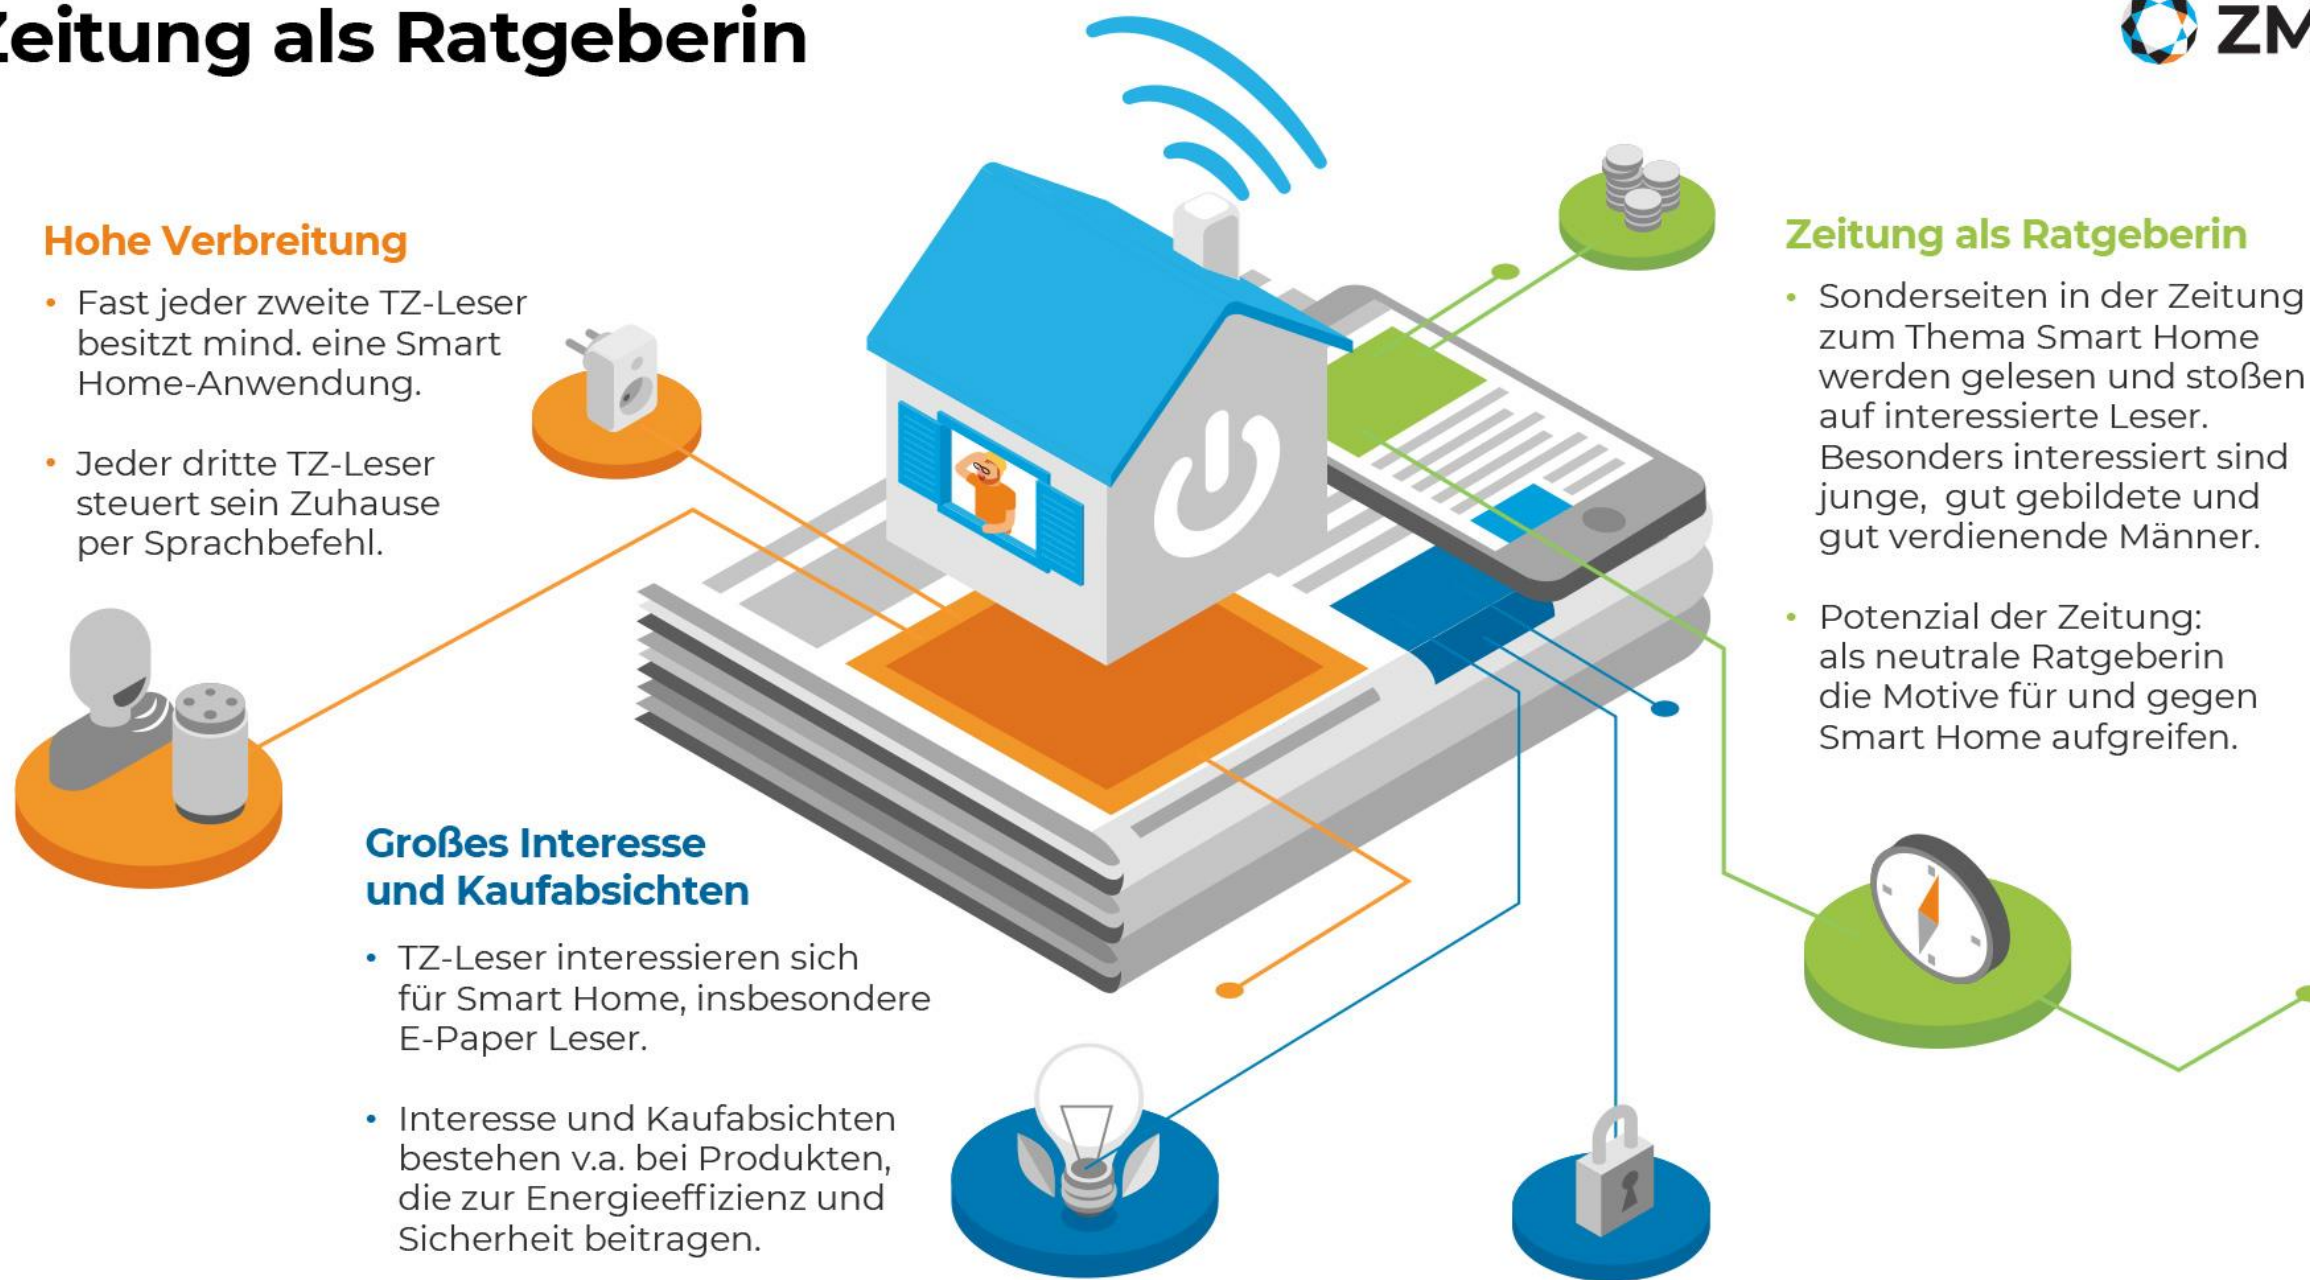 Zeitung als Ratgeberin
ZM
Hohe Verbreitung
• Fast jeder zweite TZ-Leser
besitzt mind. eine Smart
Home-Anwendung.
• Jeder dritte TZ-Leser
steuert sein Zuhause
per Sprachbefehl.
Großes Interesse
und Kaufabsichten
• TZ-Leser interessieren sich
für Smart Home, insbesondere
E-Paper Leser.
• Interesse und Kaufabsichten
bestehen v.a. bei Produkten,
die zur Energieeffizienz und
Sicherheit beitragen.
Zeitung als Ratgeberin
• Sonderseiten in der Zeitung
zum Thema Smart Home
werden gelesen und stoßen
auf interessierte Leser.
Besonders interessiert sind
junge, gut gebildete und
gut verdienende Männer.
• Potenzial der Zeitung:
als neutrale Ratgeberin
die Motive für und gegen
Smart Home aufgreifen.